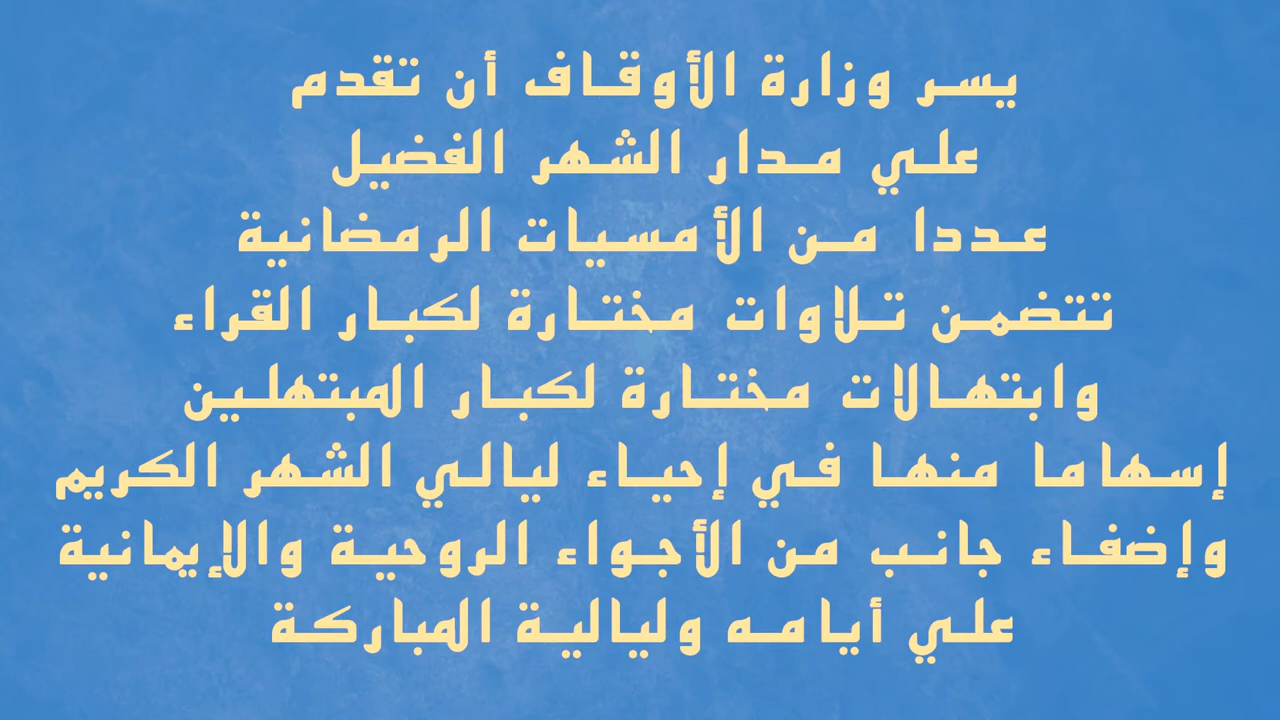 يسر وزارة الأوقاف أن تقدم
علي مدار الشهر الفضيل
عددا من الأمسيات الرمضانية
تتضمن تلاوات مختارة لكبار القراء
وابتهالات مختارة لكبار المبتهلين
إسهاما منها في إحياء ليالي الشهر الكريم
وإضفاء جانب من الأجواء الروحية والإيمانية
علي أيامه وليالية المباركة